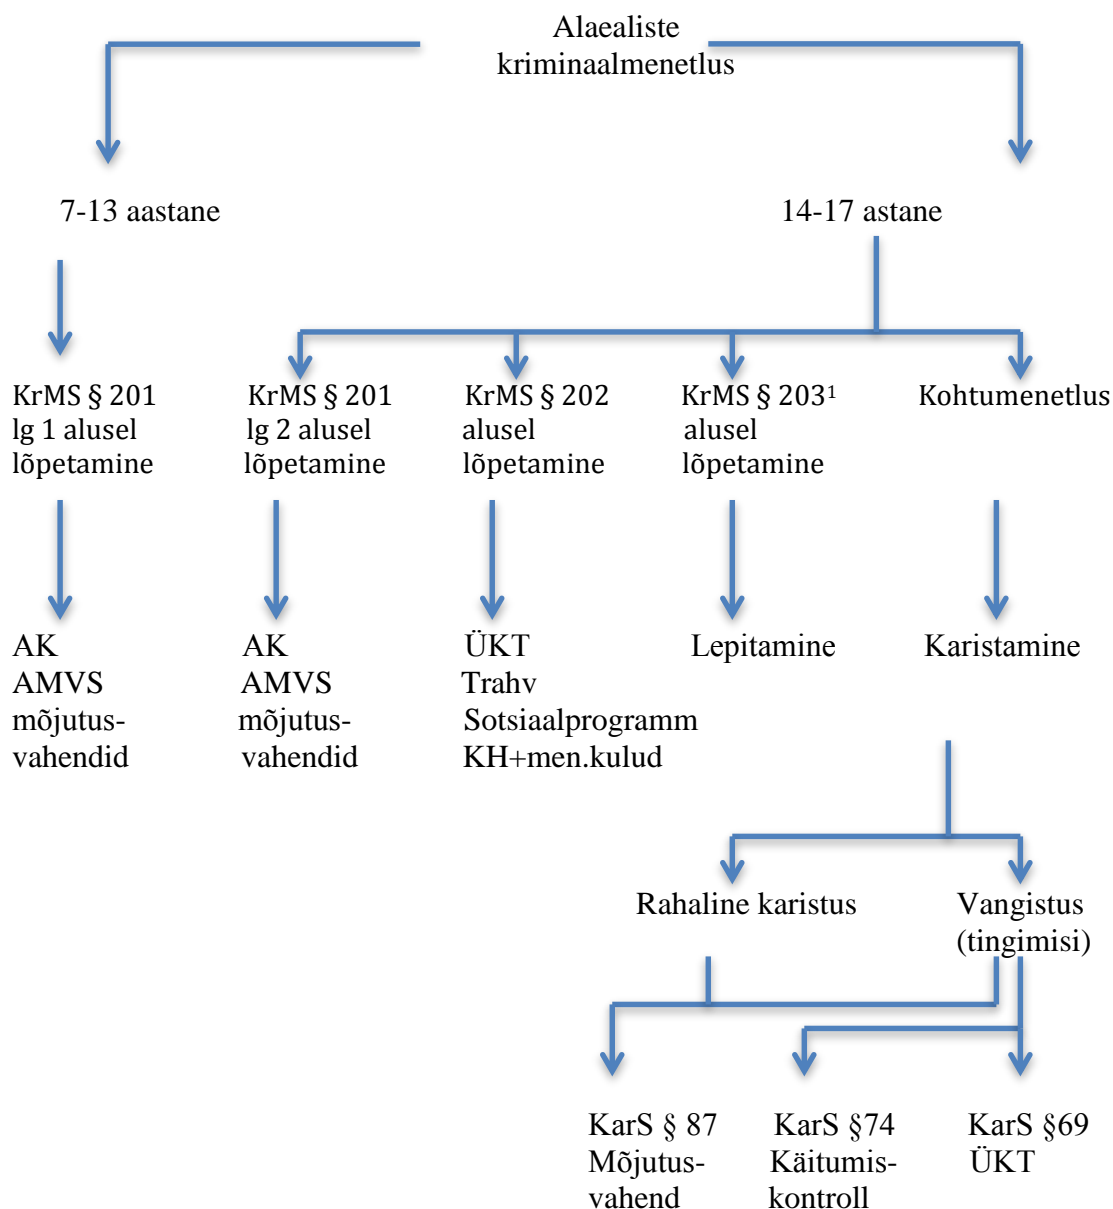 Alaealiste
kriminaalmenetlus
7-13 aastane
14-17 astane
KrMS § 201
lg 1 alusel
lõpetamine
KrMS § 201
lg 2 alusel
lõpetamine
KrMS § 202
alusel
lõpetamine
KrMS § 203¹
alusel
lõpetamine
Kohtumenetlus
AK
AMVS
mõjutus-
vahendid
AK
AMVS
mõjutus-
vahendid
ÜKT
Trahv
Sotsiaalprogramm
KH+men.kulud
Lepitamine
Karistamine
Rahaline karistus
Vangistus
(tingimisi)
KarS § 87
Mõjutus-
vahend
KarS §74
Käitumis-
kontroll
KarS §69
ÜKT